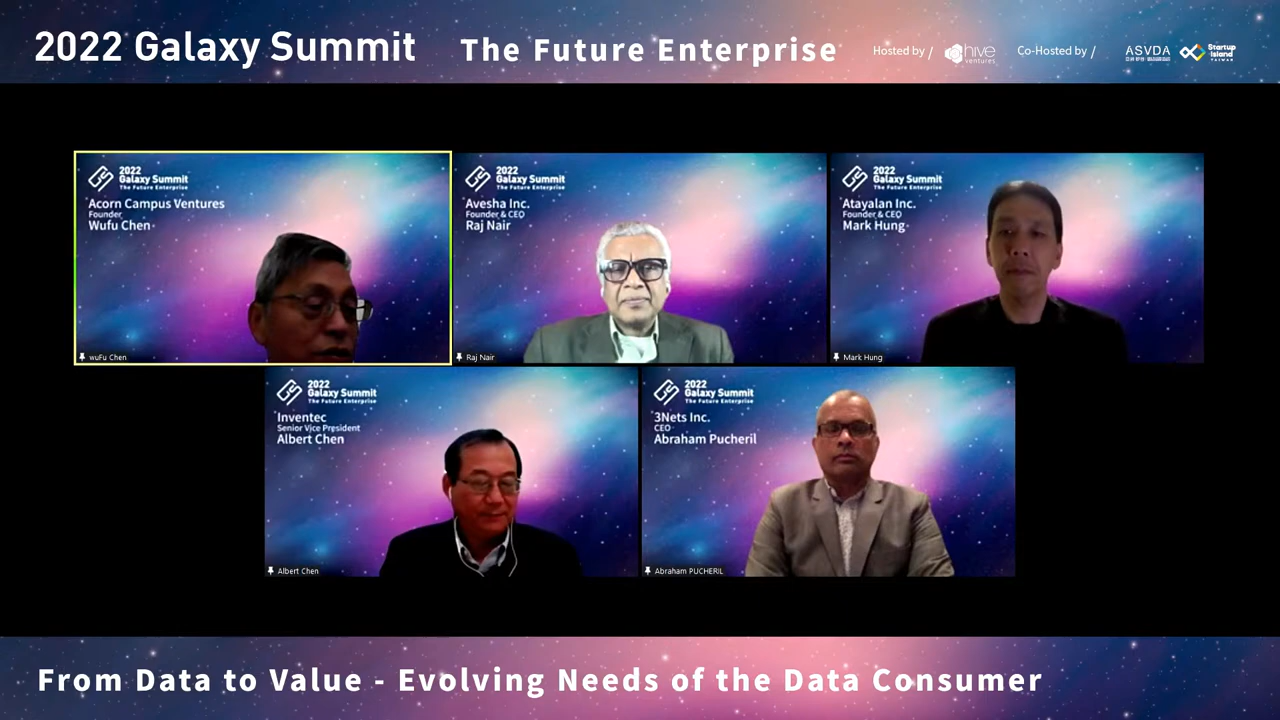 2022 Galaxy Summit
The Future Enterprise
Hosted by /
hive
ventures
Co-Hosted by /
ASVDA
Startup
Island
TAIWAN
2022
Galaxy Summit
The Future Enterprise
Acorn Campus Ventures
Founder
Wufu Chen
wuFu Chen
2022
Galaxy Summit
The Future Enterprise
Avesha Inc.
Founder & CEO
Raj Nair
Raj Nair
2022
Galaxy Summit
The Future Enterprise
Atayalan Inc.
Founder & CEO
Mark Hung
Mark Hung
2022
Galaxy Summit
The Future Enterprise
Inventec
Senior Vice President
Albert Chen
Albert Chen
2022
Galaxy Summit
The Future Enterprise
3Nets Inc.
CEO
Abraham Pucheril
Abraham PUCHERIL
From Data to Value - Evolving Needs of the Data Consumer